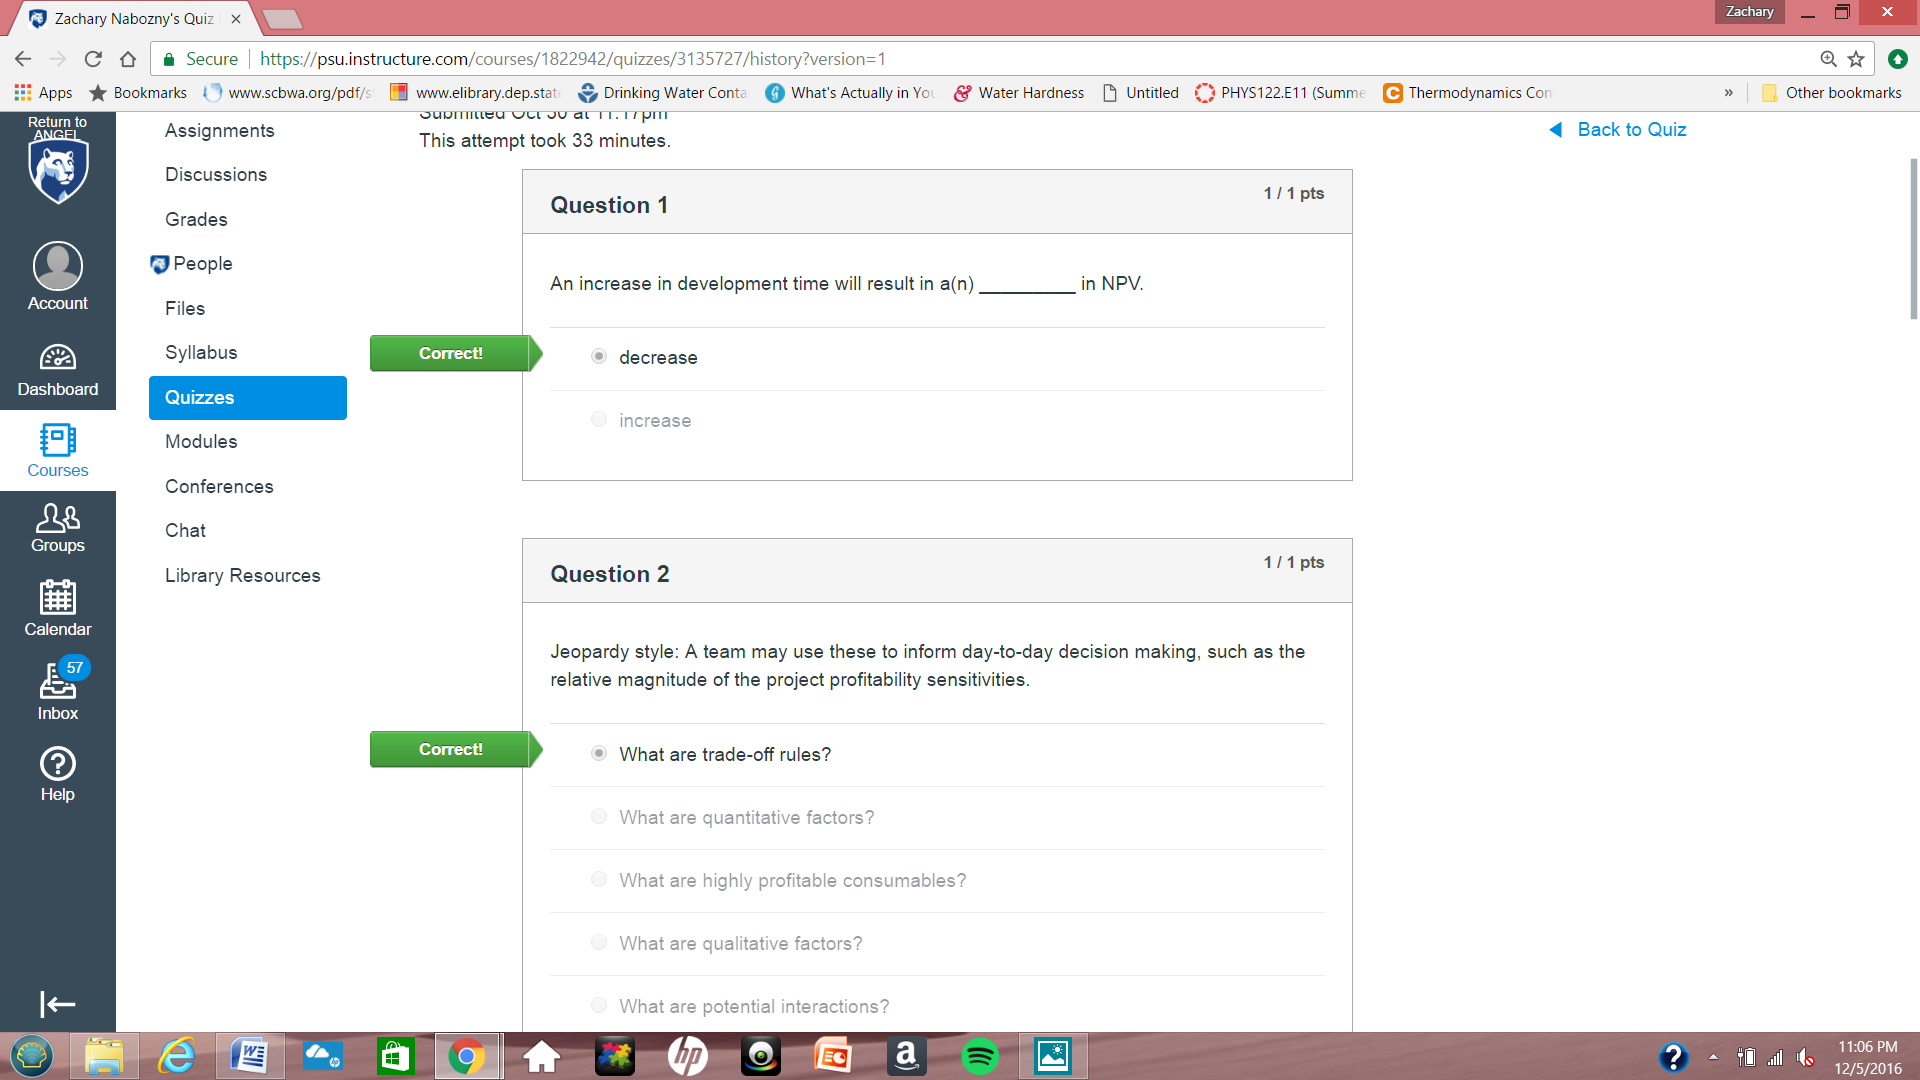 Zachary Nabozny's Quiz
Zachary
Secure https://psu.instructure.com/courses/1822942/quizzes/3135727/history?version=1
Apps Bookmarks www.scbwa.org/pdf/s www.elibrary.dep.stat Drinking Water Conta What's Actually in You Water Hardness Untitled PHYS122.E11 (Summe Thermodynamics Con » Other bookmarks
Return to
ANGEL
Account
Dashboard
Courses
Groups
Calendar
57
Inbox
Help
Assignments
Discussions
Grades
People
Files
Syllabus
Quizzes
Modules
Conferences
Chat
Library Resources
Submitted Oct 30 at 11:17pm
This attempt took 33 minutes.
Back to Quiz
Question 1
1 / 1 pts
An increase in development time will result in a(n) _________ in NPV.
Correct!
decrease
increase
Question 2
1 / 1 pts
Jeopardy style: A team may use these to inform day-to-day decision making, such as the
relative magnitude of the project profitability sensitivities.
Correct!
What are trade-off rules?
What are quantitative factors?
What are highly profitable consumables?
What are qualitative factors?
What are potential interactions?
11:06 PM
12/5/2016